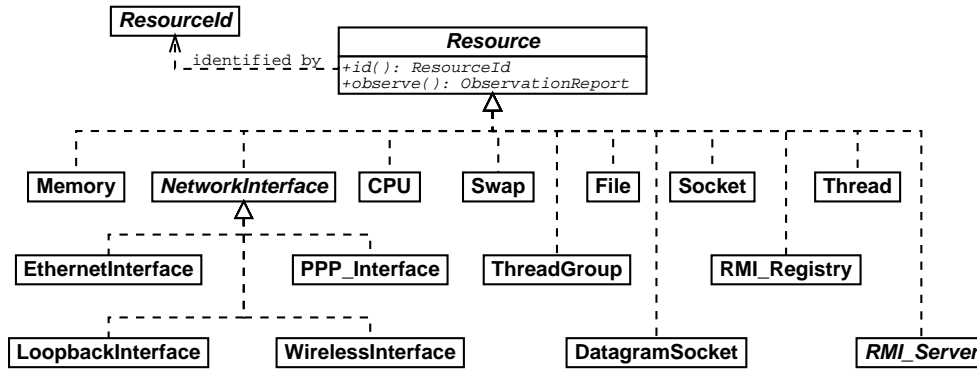 ResourceId
Resource
identified by
+id(): ResourceId
+observe(): ObservationReport
Memory
NetworkInterface
CPU
Swap
File
Socket
Thread
EthernetInterface
PPP_Interface
ThreadGroup
RMI_Registry
LoopbackInterface
WirelessInterface
DatagramSocket
RMI_Server